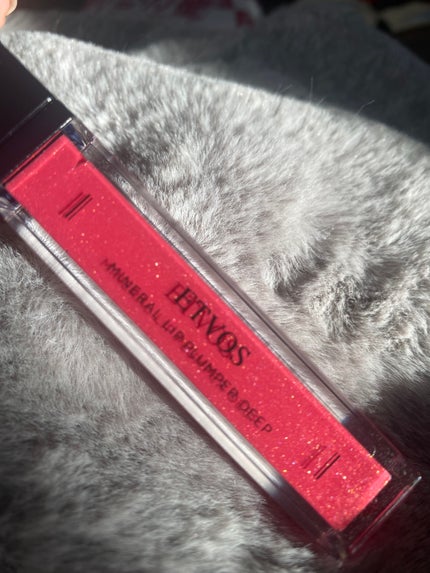 ETVOS
MINERAL LIP PLUMPER DEEP